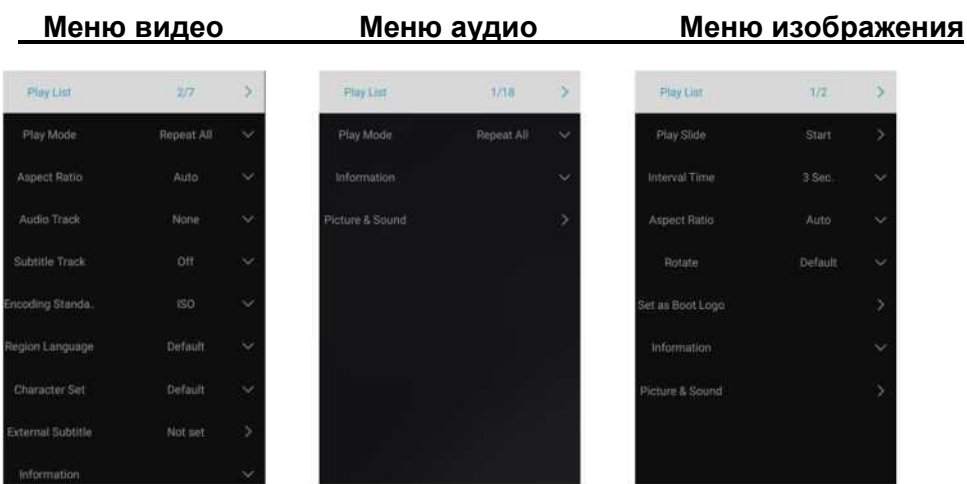 Меню видео Меню аудио Меню изображения
Play List 2/7
Play Mode Repeat All
Aspect Ratio Auto
Audio Track None
Subtitle Track Off
Encoding Standa..
ISO
Region Language Default
Character Set Default
External Subtitle Not set
Information
Play List 1/18
Play Mode Repeat All
Information
Picture & Sound
Play List 1/2
Play Slide Start
Interval Time 3 Sec.
Aspect Ratio Auto
Rotate Default
Set as Boot Logo
Information
Picture & Sound